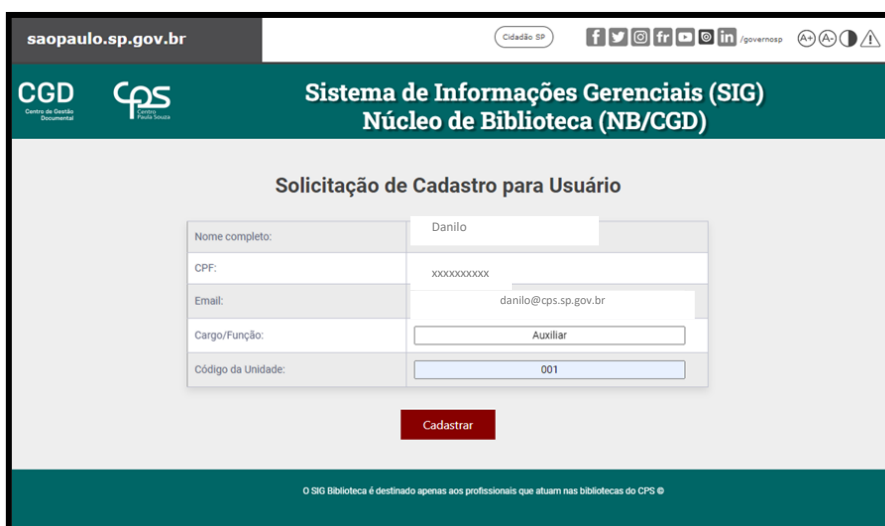 saopaulo.sp.gov.br
Cidadão SP
/governosp
A+ A-
CGD
Centro de Gestão
Documental
CPS
Centro
Paula Souza
Sistema de Informações Gerenciais (SIG)
Núcleo de Biblioteca (NB/CGD)
Solicitação de Cadastro para Usuário
Nome completo: Danilo
CPF: xxxxxxxxxx
Email: danilo@cps.sp.gov.br
Cargo/Função: Auxiliar
Código da Unidade: 001
Cadastrar
O SIG Biblioteca é destinado apenas aos profissionais que atuam nas bibliotecas do CPS ©